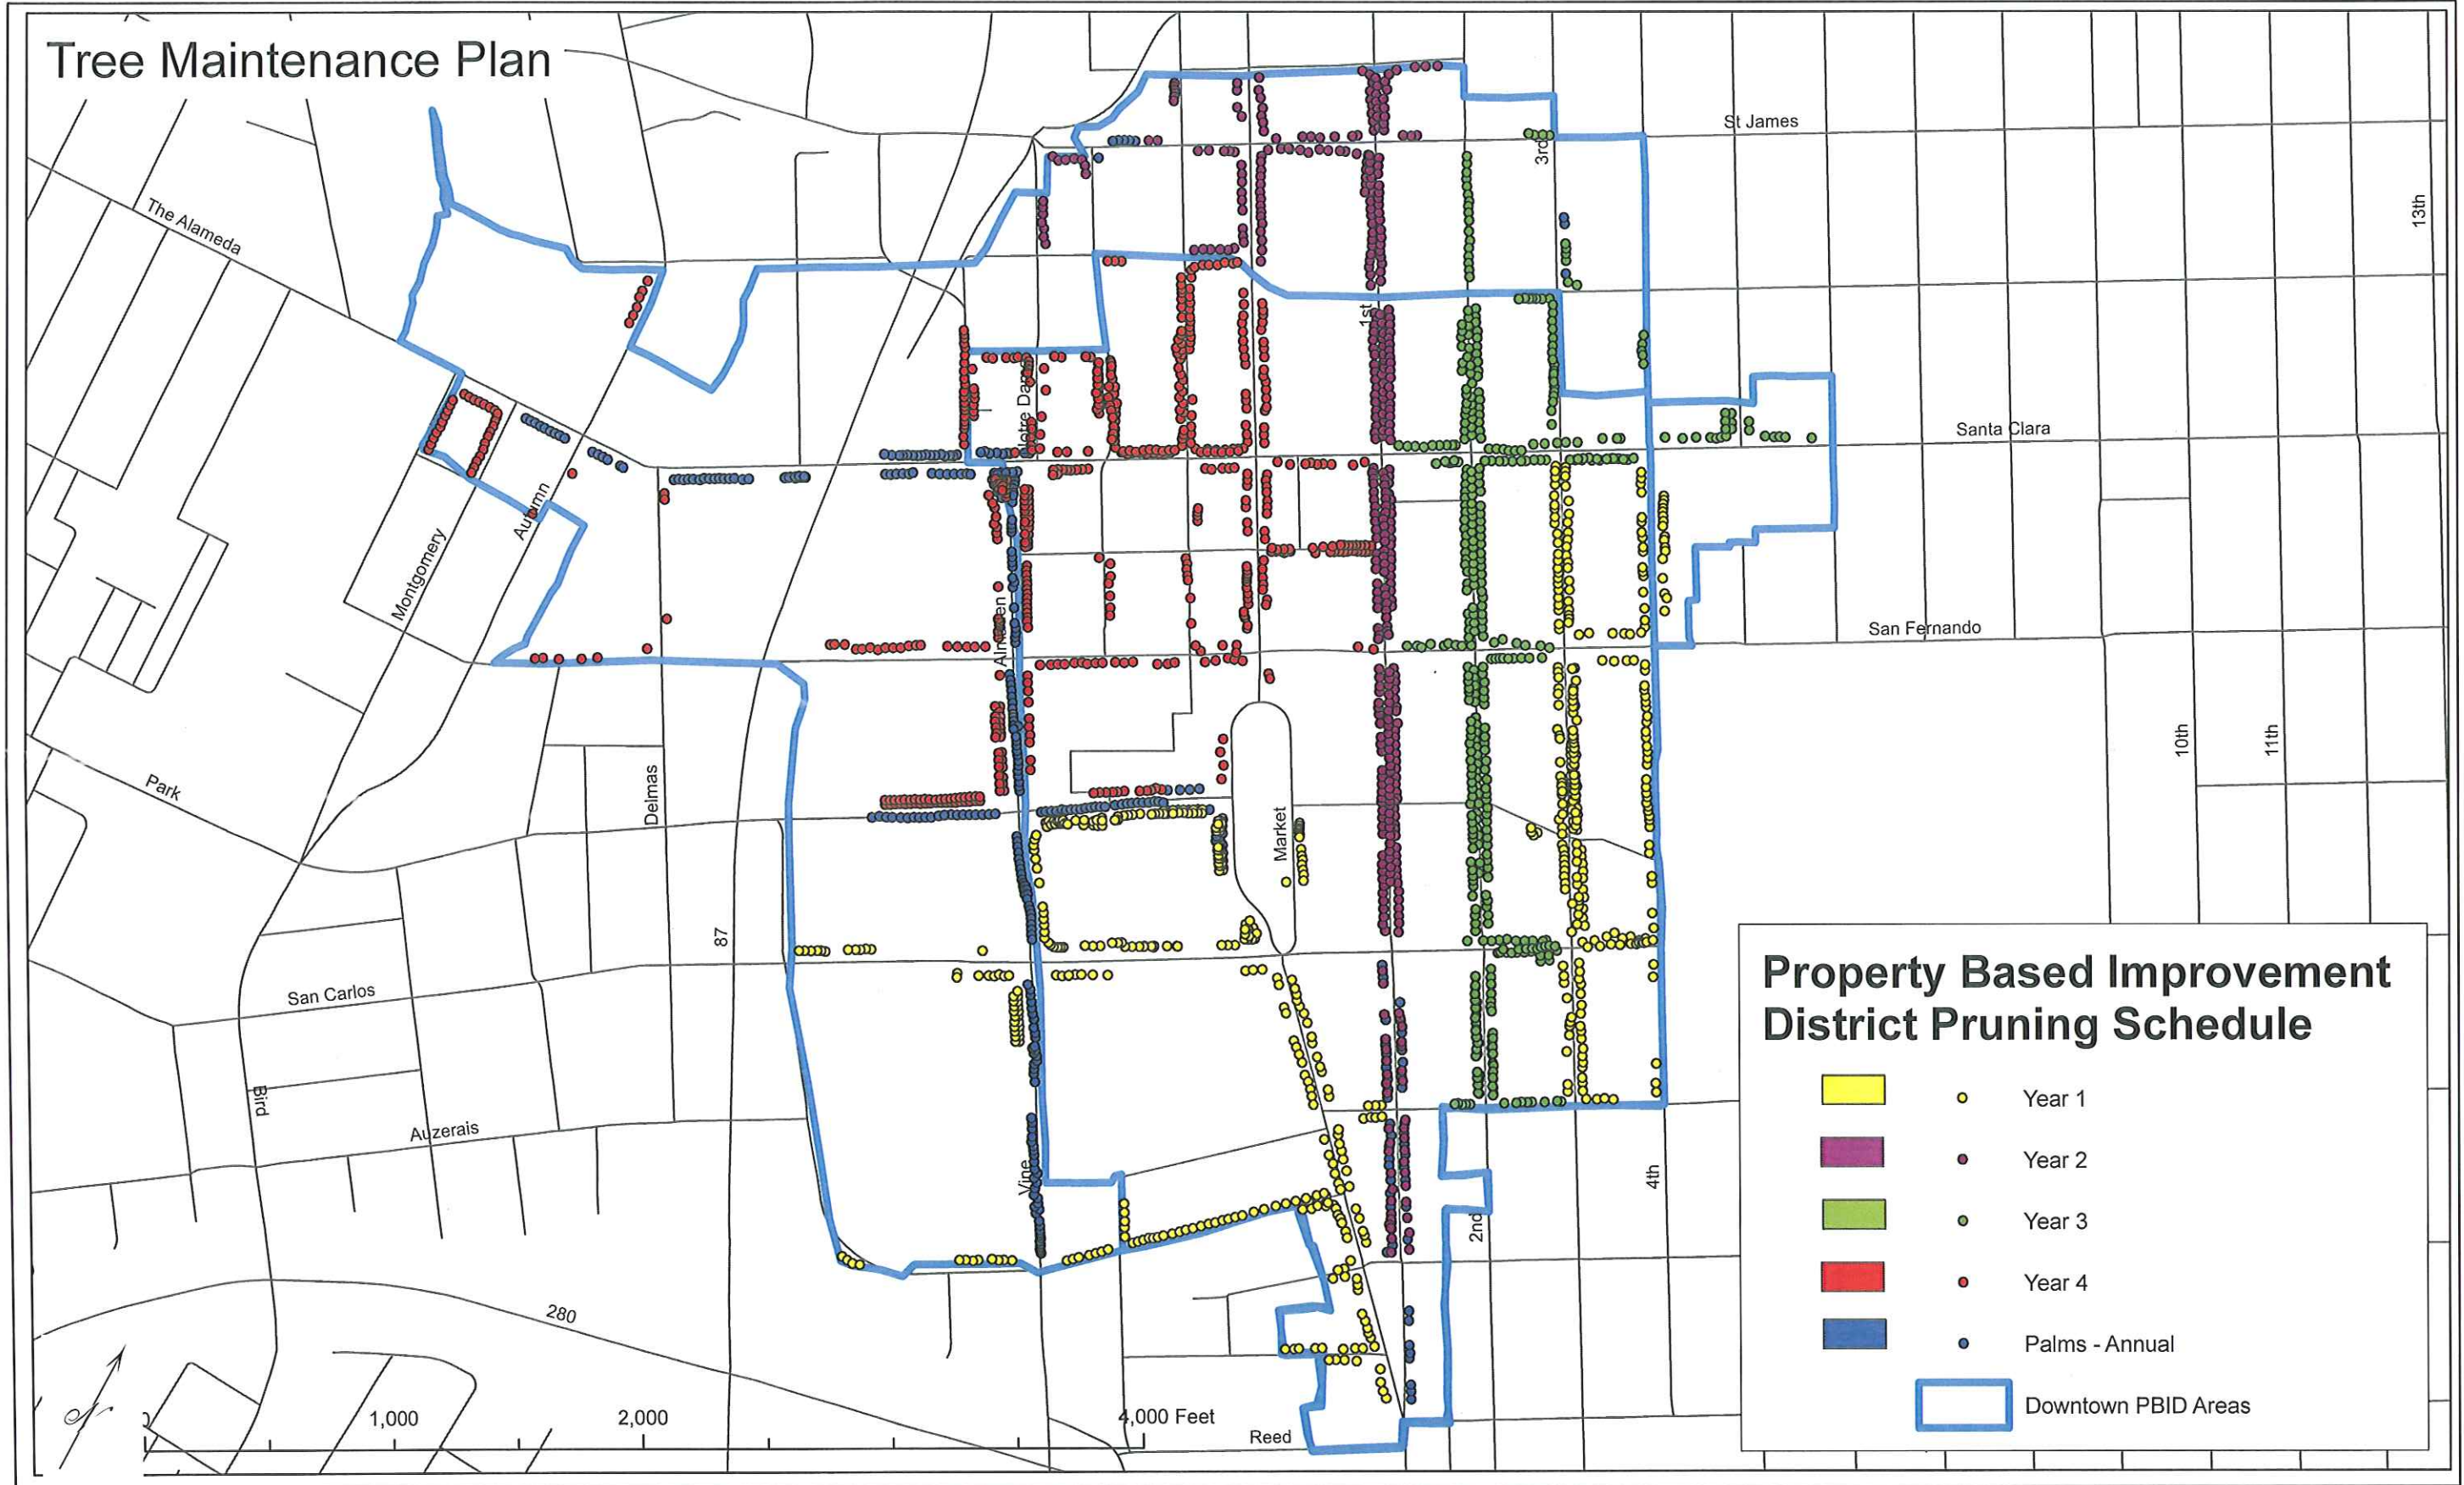 Tree Maintenance Plan
St James
3rd
13th
The Alameda
1st
Notre Dame
Santa Clara
Autumn
Montgomery
Almaden
San Fernando
10th
11th
Park
Delmas
Market
87
San Carlos
Bird
Auzerais
Vine
4th
2nd
280
0
1,000
2,000
4,000 Feet
Reed
Property Based Improvement
District Pruning Schedule
Year 1
Year 2
Year 3
Year 4
Palms - Annual
Downtown PBID Areas